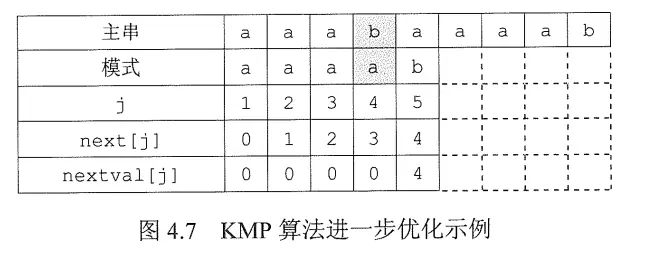 主串 a a a b a a a a b
模式 a a a a b
j 1 2 3 4 5
next[j] 0 1 2 3 4
nextval[j] 0 0 0 0 4
图 4.7 KMP 算法进一步优化示例